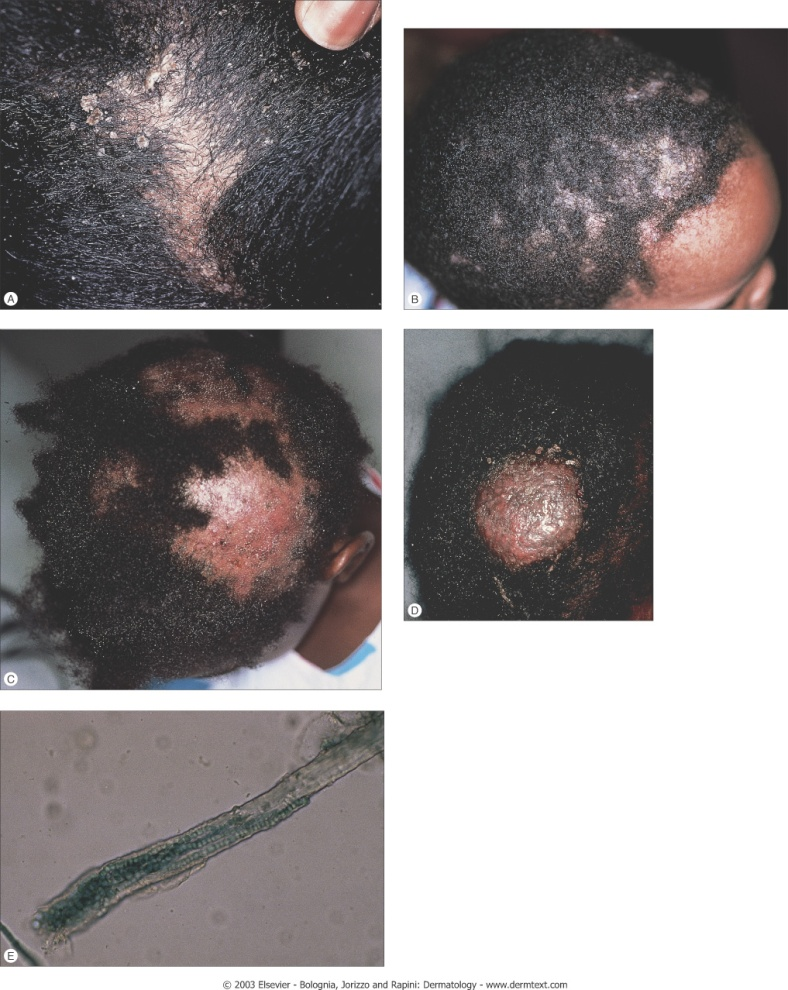 A
B
C
D
E
© 2003 Elsevier - Bolognia, Jorizzo and Rapini: Dermatology - www.dermtext.com